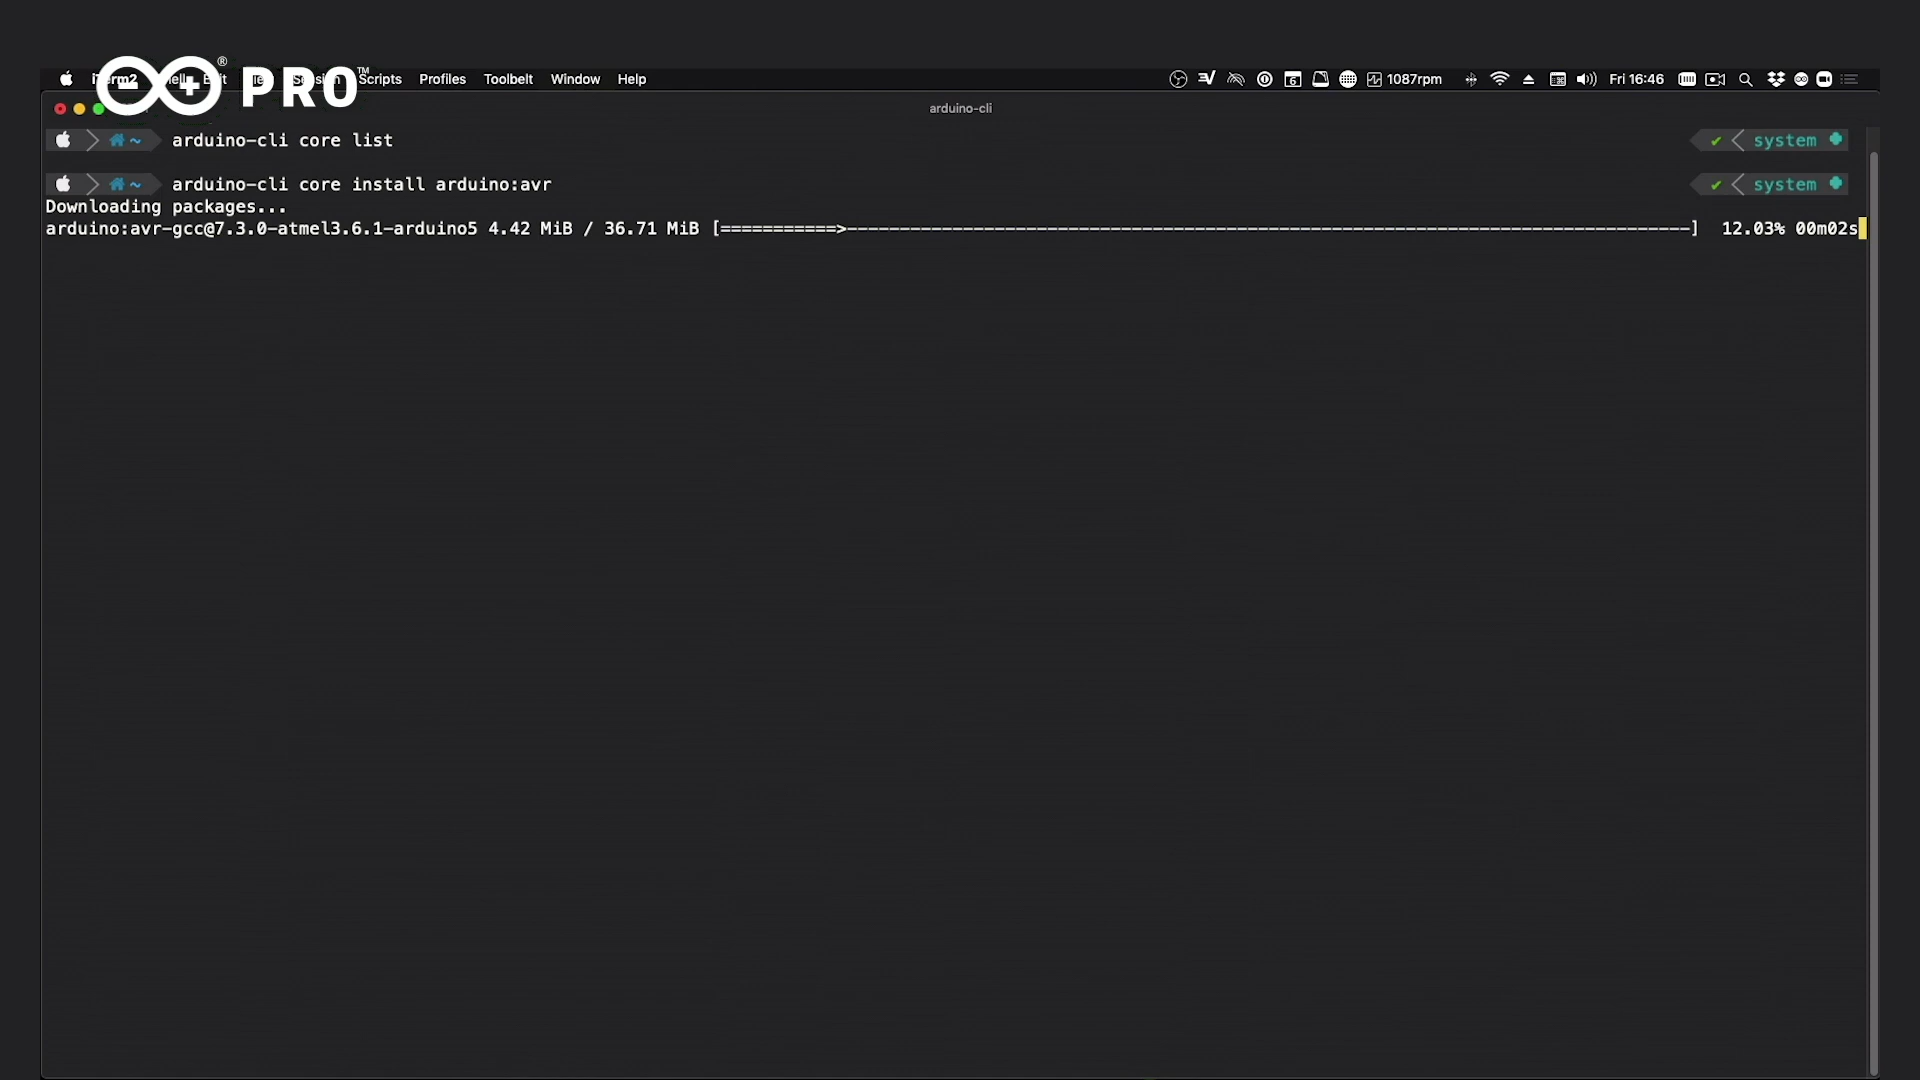 ® PRO™
Scripts Profiles Toolbelt Window Help 6 1087rpm Fri 16:46
arduino-cli
~ arduino-cli core list ✔ system
~ arduino-cli core install arduino:avr ✔ system
Downloading packages...
arduino:avr-gcc@7.3.0-atmel3.6.1-arduino5 4.42 MiB / 36.71 MiB [===========>--------------------------------------------------------------------------------] 12.03% 00m02s